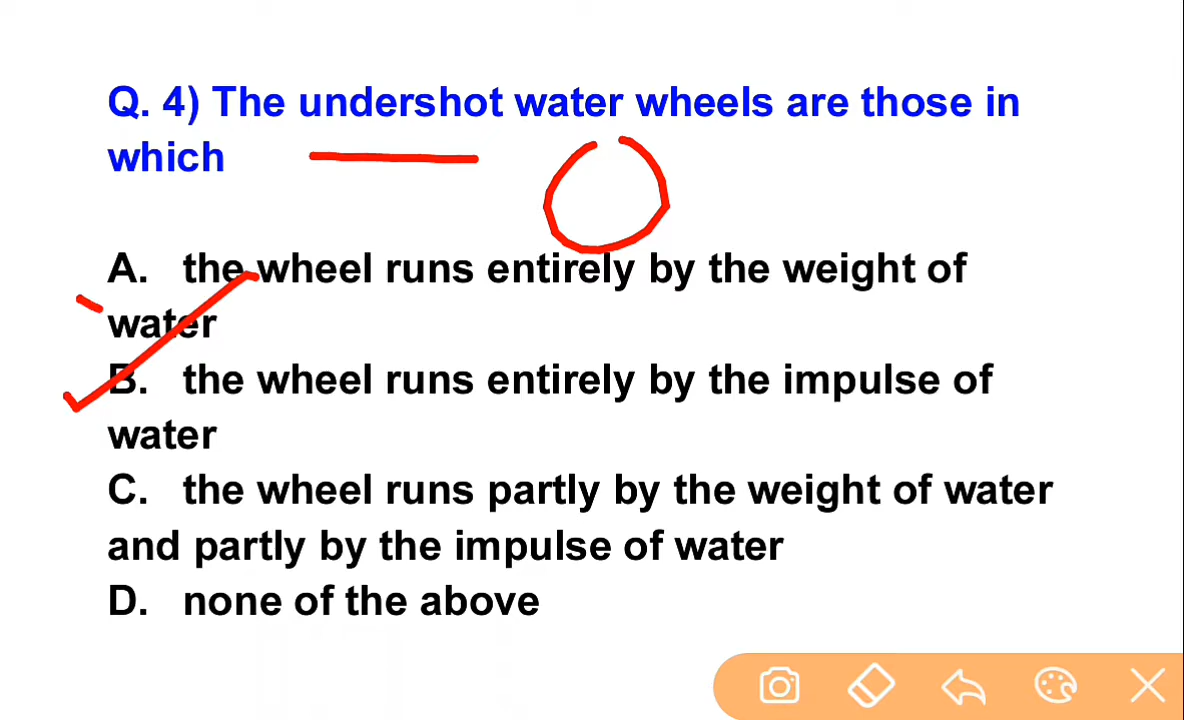 Q. 4) The undershot water wheels are those in
which
A. the wheel runs entirely by the weight of
water
B. the wheel runs entirely by the impulse of
water
C. the wheel runs partly by the weight of water
and partly by the impulse of water
D. none of the above